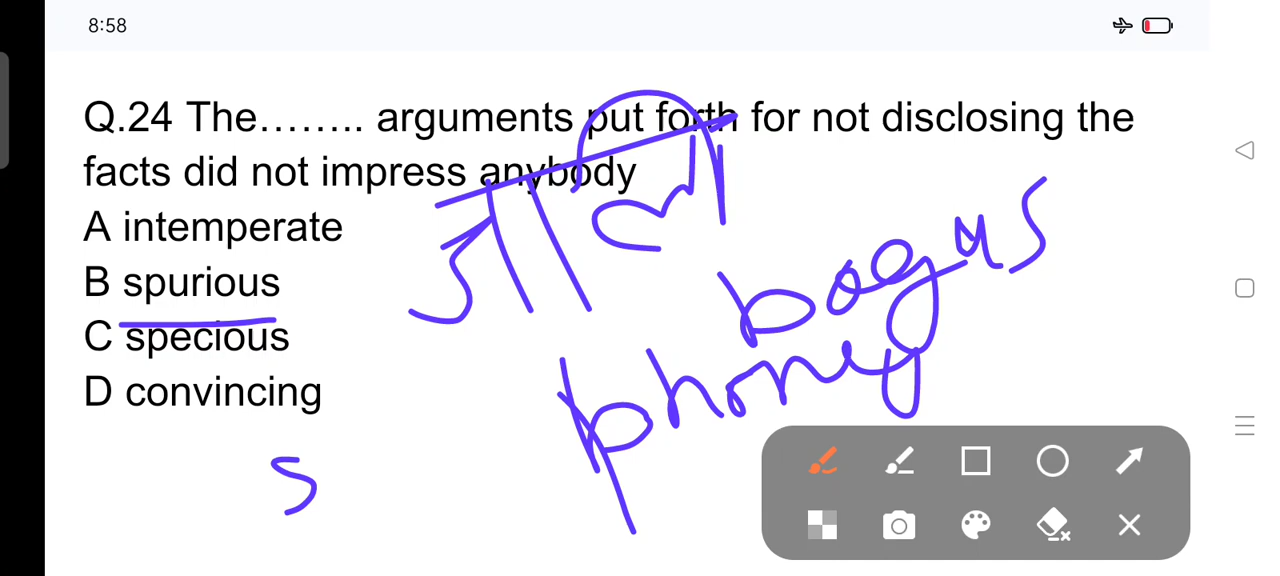 8:58
Q.24 The…….. arguments put forth for not disclosing the
facts did not impress anybody
A intemperate
B spurious
C specious
D convincing
जाली
bogus
phoney
S